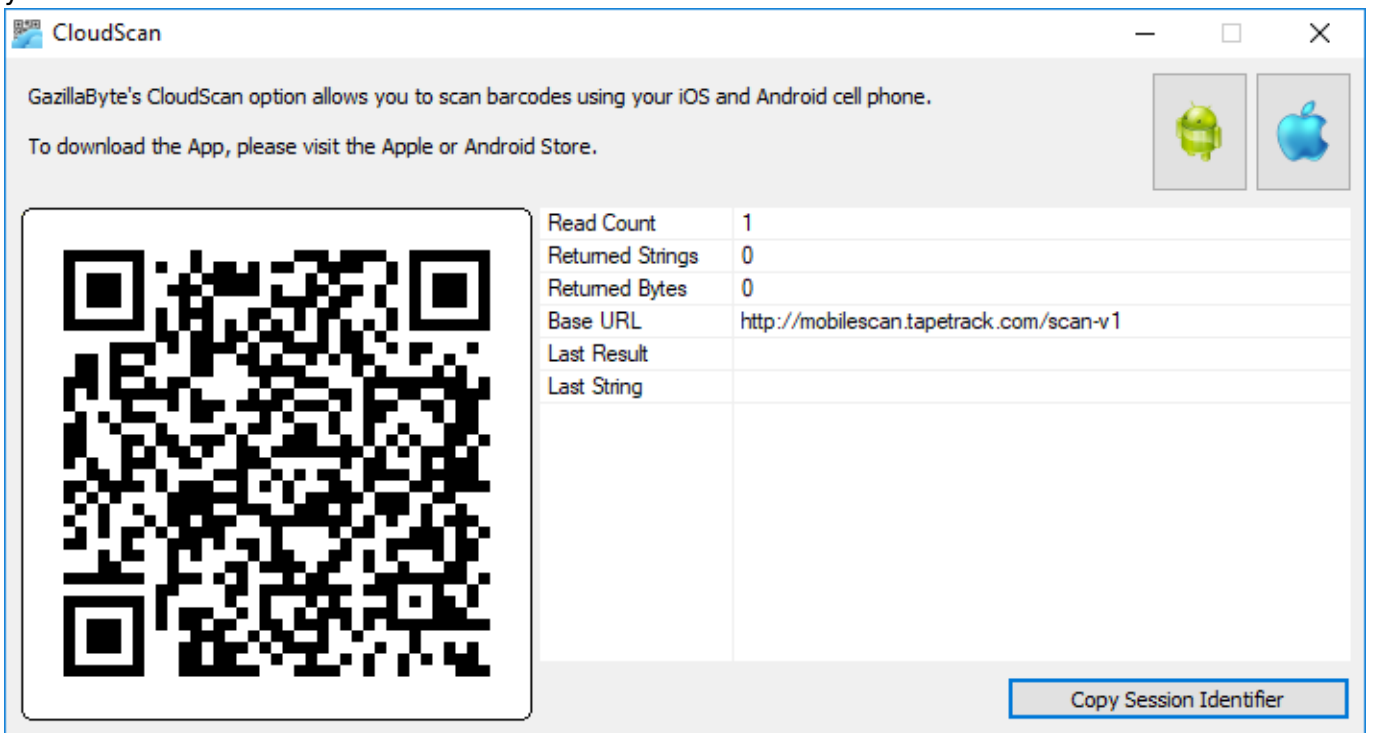 CloudScan
GazillaByte's CloudScan option allows you to scan barcodes using your iOS and Android cell phone.
To download the App, please visit the Apple or Android Store.
Read Count 1
Returned Strings 0
Returned Bytes 0
Base URL http://mobilescan.tapetrack.com/scan-v1
Last Result
Last String
Copy Session Identifier